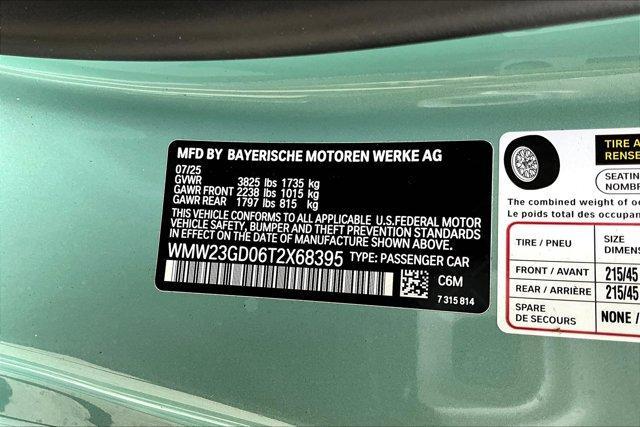 MFD BY BAYERISCHE MOTOREN WERKE AG
07/25
GVWR 3825 lbs 1735 kg
GAWR FRONT 2238 lbs 1015 kg
GAWR REAR 1797 lbs 815 kg
THIS VEHICLE CONFORMS TO ALL APPLICABLE U.S.FEDERAL MOTOR
VEHICLE SAFETY, BUMPER AND THEFT PREVENTION STANDARDS
IN EFFECT ON THE DATE OF MANUFACTURE SHOWN ABOVE.
WMW23GD06T2X68395 TYPE: PASSENGER CAR
C6M
7 315 814
TIRE A
RENSE
SEATIN
NOMBR
The combined weight of oc
Le poids total des occupan
TIRE / PNEU SIZE
DIMENS
FRONT / AVANT 215/45
REAR / ARRIÈRE 215/45
SPARE
DE SECOURS NONE /